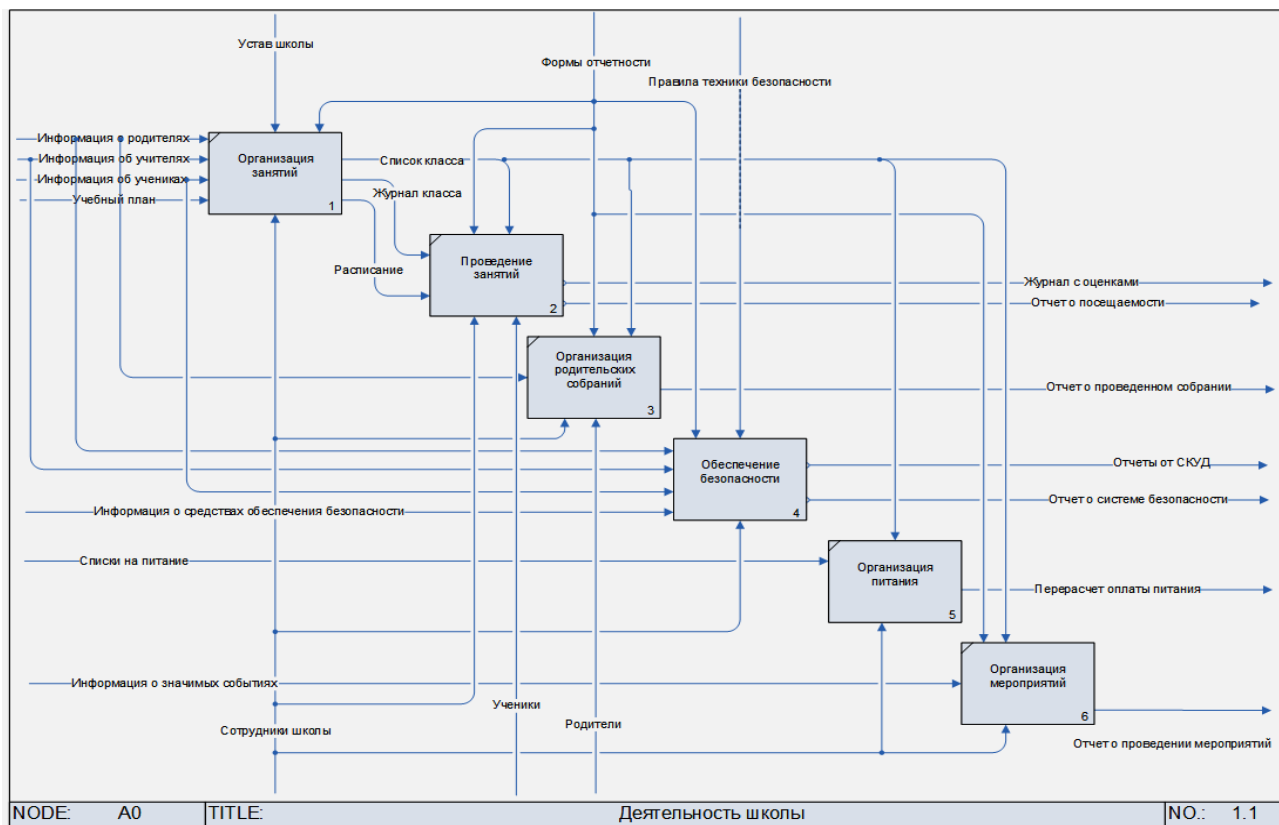 Устав школы
Формы отчетности
Правила техники безопасности
Информация о родителях
Информация об учителях
Информация об учениках
Учебный план
Организация
занятий
1
Список класса
Журнал класса
Расписание
Проведение
занятий
2
Журнал с оценками
Отчет о посещаемости
Организация
родительских
собраний
3
Отчет о проведенном собрании
Обеспечение
безопасности
4
Отчеты от СКУД
Отчет о системе безопасности
Информация о средствах обеспечения безопасности
Списки на питание
Организация
питания
5
Перерасчет оплаты питания
Информация о значимых событиях
Организация
мероприятий
6
Ученики
Родители
Сотрудники школы
Отчет о проведении мероприятий
NODE: A0 TITLE: Деятельность школы NO.: 1.1